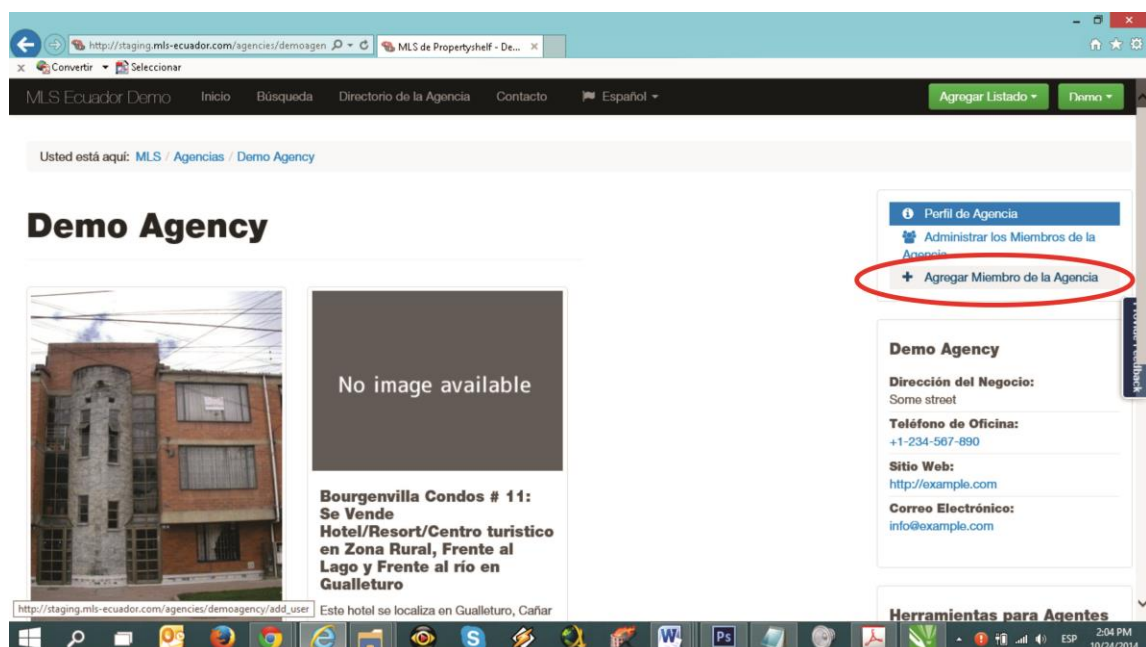 http://staging.mls-ecuador.com/agencies/demoagen
MLS de Propertyshelf - De...
x Convertir Seleccionar
MLS Ecuador Demo Inicio Búsqueda Directorio de la Agencia Contacto Español Agregar Listado Demo
Usted está aquí: MLS / Agencias / Demo Agency
Demo Agency
No image available
Bourgenvilla Condos # 11:
Se Vende
Hotel/Resort/Centro turistico
en Zona Rural, Frente al
Lago y Frente al río en
Gualleturo
Este hotel se localiza en Gualleturo, Cañar
Perfil de Agencia
Administrar los Miembros de la
Agencia
Agregar Miembro de la Agencia
Provide Feedback
Demo Agency
Dirección del Negocio:
Some street
Teléfono de Oficina:
+1-234-567-890
Sitio Web:
http://example.com
Correo Electrónico:
info@example.com
Herramientas para Agentes
http://staging.mls-ecuador.com/agencies/demoagency/add_user
ESP 2:04 PM
10/24/2014